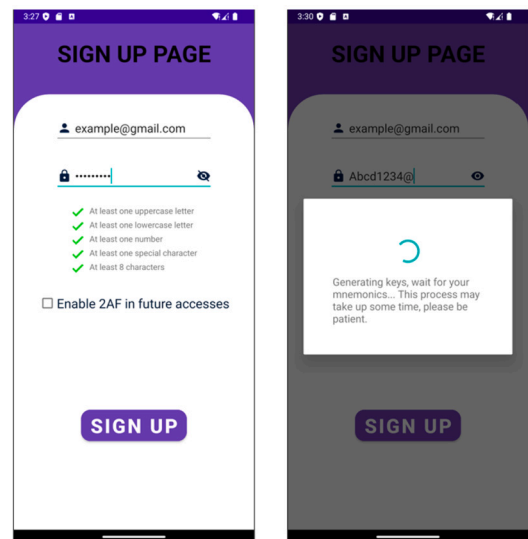 3:27
SIGN UP PAGE
example@gmail.com
•••••••••
At least one uppercase letter
At least one lowercase letter
At least one number
At least one special character
At least 8 characters
Enable 2AF in future accesses
SIGN UP
3:30
SIGN UP PAGE
example@gmail.com
Abcd1234@
Generating keys, wait for your
mnemonics... This process may
take up some time, please be
patient.
SIGN UP